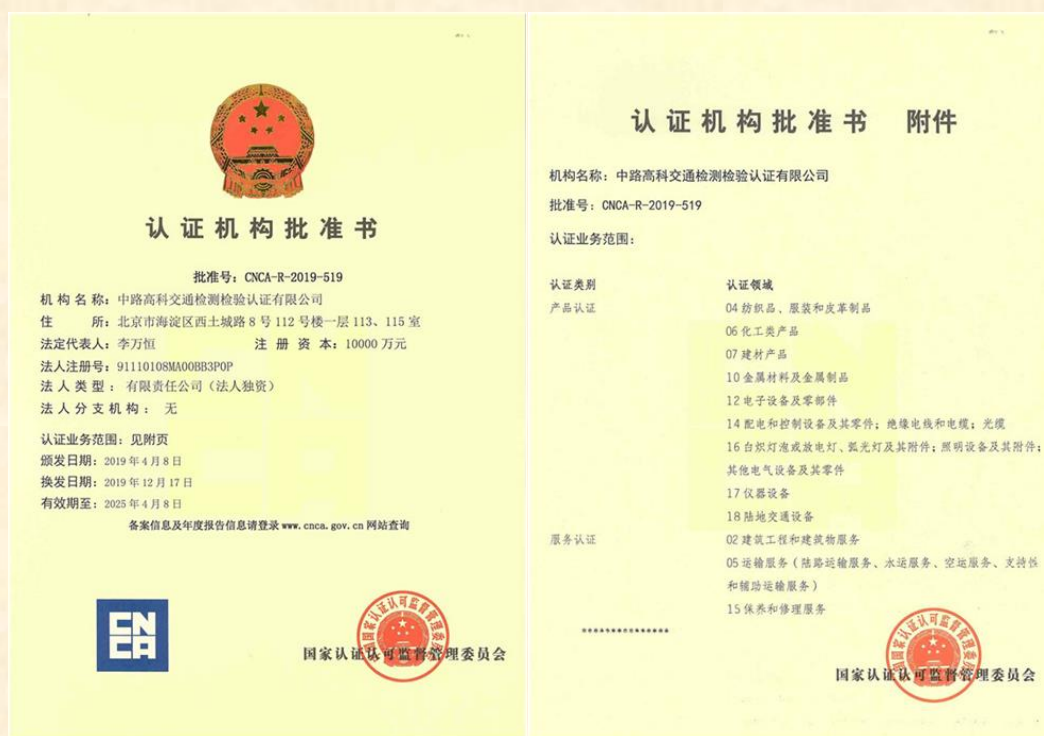 认证机构批准书
批准号：CNCA-R-2019-519
机构名称：中路高科交通检测检验认证有限公司
住 所：北京市海淀区西土城路8号112号楼一层113、115室
法定代表人：李万恒 注册资本：10000万元
法人注册号：91110108MA00BB3P0P
法人类型：有限责任公司（法人独资）
法人分支机构：无
认证业务范围：见附页
颁发日期：2019年4月8日
换发日期：2019年12月17日
有效期至：2025年4月8日
备案信息及年度报告信息请登录www.cnca.gov.cn网站查询
CN
CA
国家认证认可监督管理委员会
认证机构批准书 附件
机构名称：中路高科交通检测检验认证有限公司
批准号：CNCA-R-2019-519
认证业务范围：
认证类别 认证领域
产品认证 04纺织品、服装和皮革制品
06化工类产品
07建材产品
10金属材料及金属制品
12电子设备及零部件
14配电和控制设备及其零件；绝缘电线和电缆；光缆
16白炽灯泡或放电灯、弧光灯及其附件；照明设备及其附件；
其他电气设备及其零件
17仪器设备
18陆地交通设备
服务认证 02建筑工程和建筑物服务
05运输服务（陆路运输服务、水运服务、空运服务、支持性
和辅助运输服务）
15保养和修理服务
国家认证认可监督管理委员会